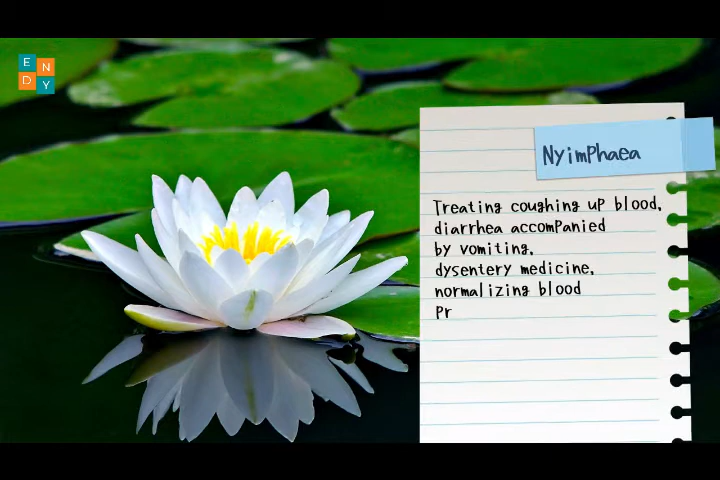 E N
D Y
NyimPhaea
Treating coughing up blood,
diarrhea accomPanied
by vomiting,
dysentery medicine,
normalizing blood
Pr